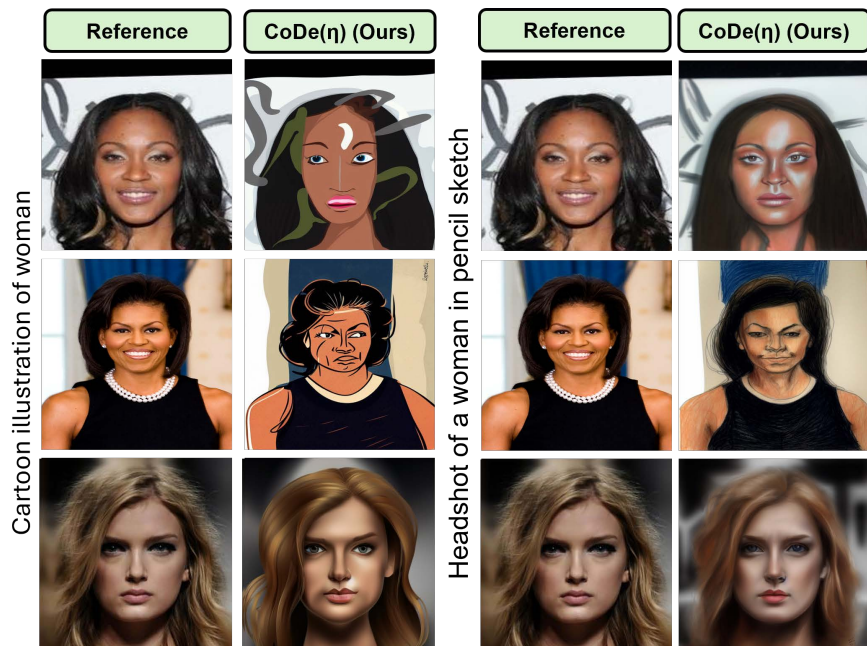 Reference
CoDe(η) (Ours)
Reference
CoDe(η) (Ours)
Cartoon illustration of woman
Headshot of a woman in pencil sketch